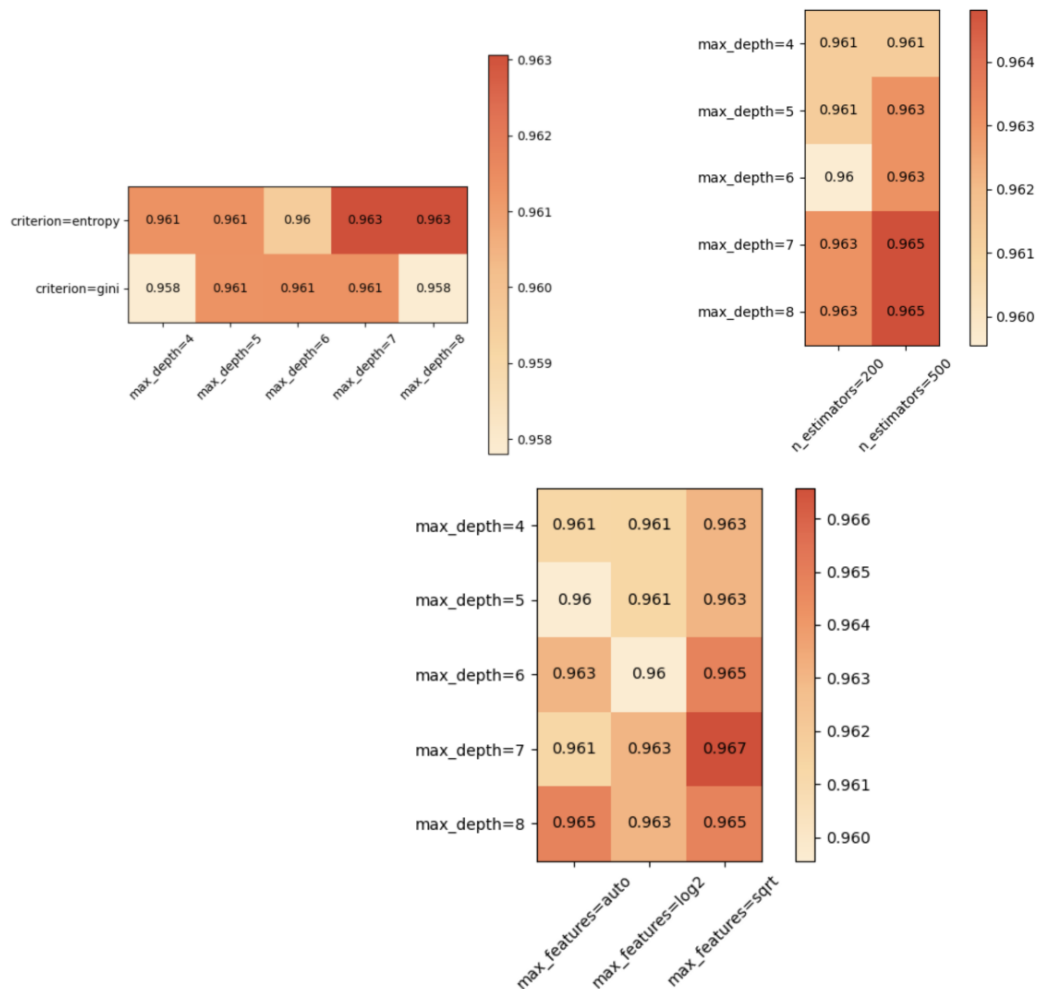 criterion=entropy 0.961 0.961 0.96 0.963 0.963
criterion=gini 0.958 0.961 0.961 0.961 0.958
max_depth=4 max_depth=5 max_depth=6 max_depth=7 max_depth=8
0.963
0.962
0.961
0.960
0.959
0.958
max_depth=4 0.961 0.961
max_depth=5 0.961 0.963
max_depth=6 0.96 0.963
max_depth=7 0.963 0.965
max_depth=8 0.963 0.965
n_estimators=200 n_estimators=500
0.964
0.963
0.962
0.961
0.960
max_depth=4 0.961 0.961 0.963
max_depth=5 0.96 0.961 0.963
max_depth=6 0.963 0.96 0.965
max_depth=7 0.961 0.963 0.967
max_depth=8 0.965 0.963 0.965
max_features=auto max_features=log2 max_features=sqrt
0.966
0.965
0.964
0.963
0.962
0.961
0.960